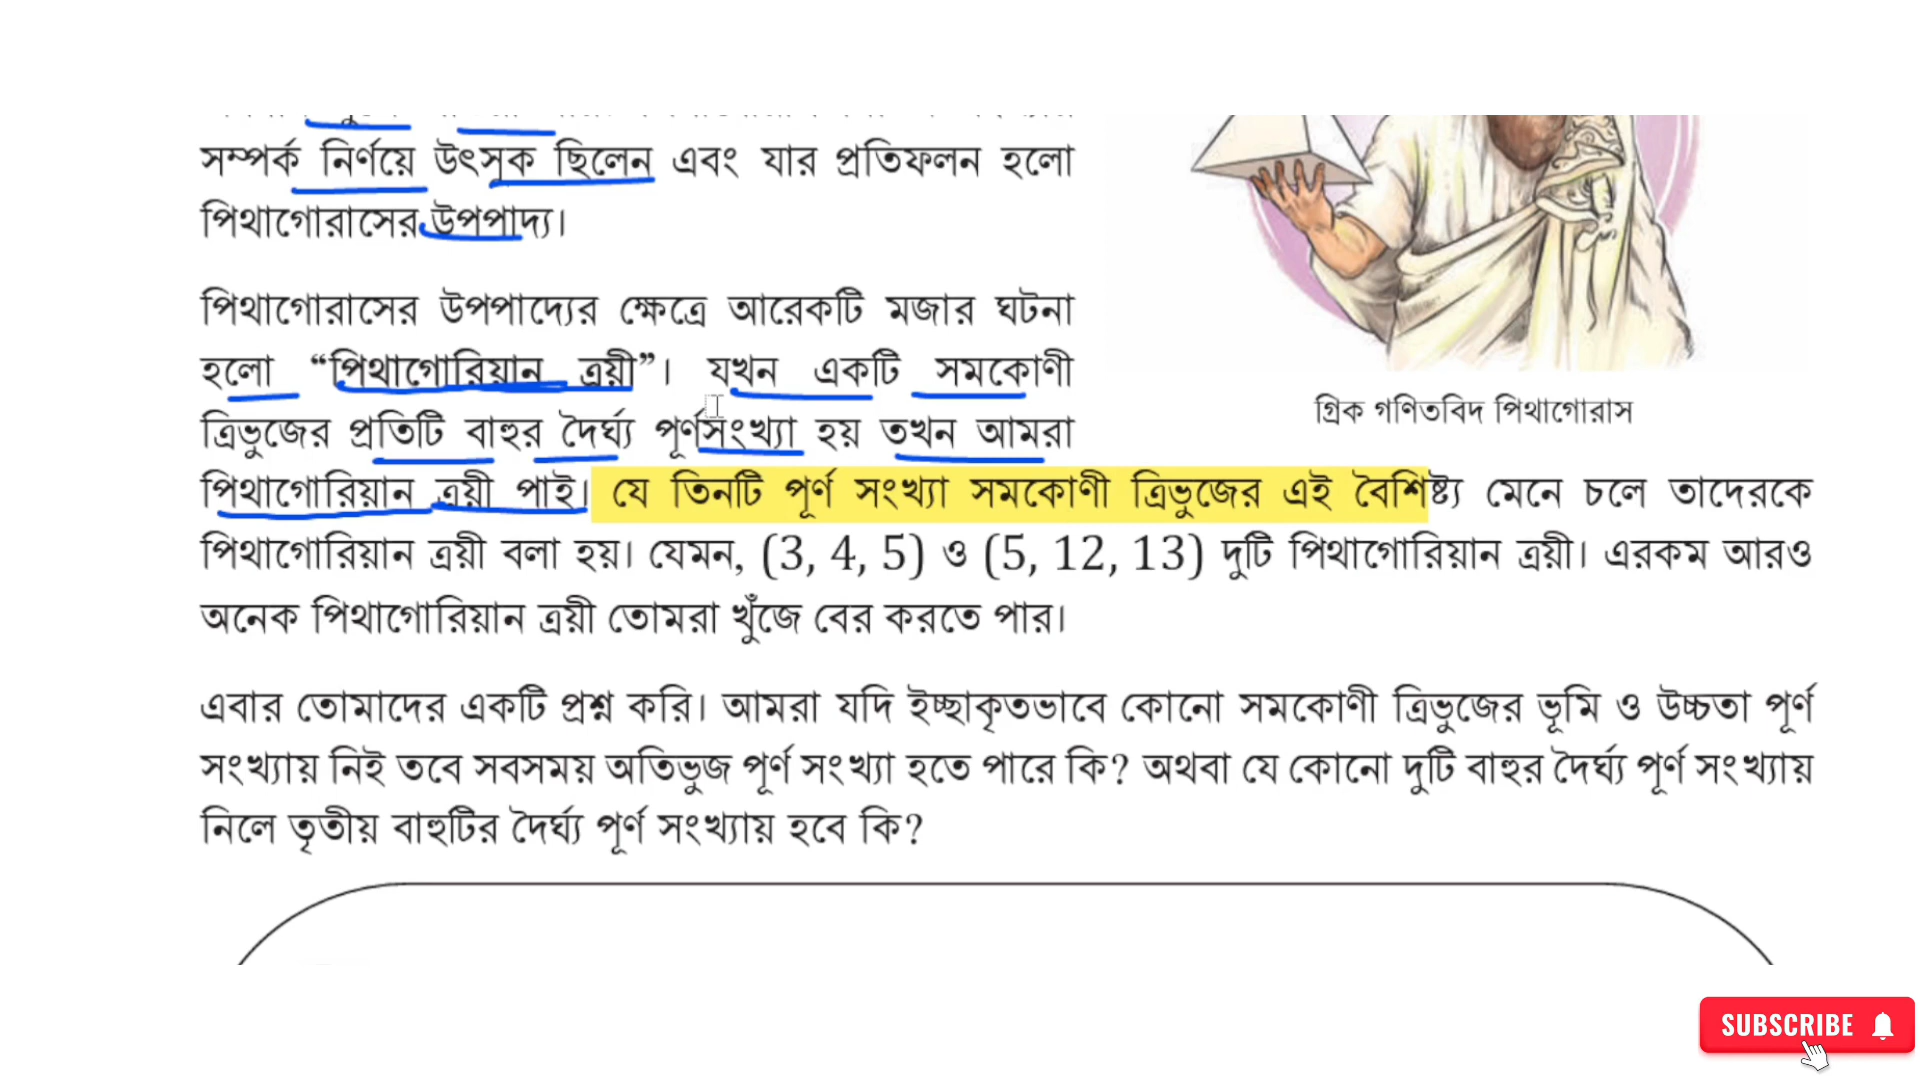 সম্পর্ক নির্ণয়ে উৎসুক ছিলেন এবং যার প্রতিফলন হলো
পিথাগোরাসের উপপাদ্য।
পিথাগোরাসের উপপাদ্যের ক্ষেত্রে আরেকটি মজার ঘটনা
হলো “পিথাগোরিয়ান ত্রয়ী”। যখন একটি সমকোণী
গ্রিক গণিতবিদ পিথাগোরাস
ত্রিভুজের প্রতিটি বাহুর দৈর্ঘ্য পূর্ণসংখ্যা হয় তখন আমরা
পিথাগোরিয়ান ত্রয়ী পাই। যে তিনটি পূর্ণ সংখ্যা সমকোণী ত্রিভুজের এই বৈশিষ্ট্য মেনে চলে তাদেরকে
পিথাগোরিয়ান ত্রয়ী বলা হয়। যেমন, (3, 4, 5) ও (5, 12, 13) দুটি পিথাগোরিয়ান ত্রয়ী। এরকম আরও
অনেক পিথাগোরিয়ান ত্রয়ী তোমরা খুঁজে বের করতে পার।
এবার তোমাদের একটি প্রশ্ন করি। আমরা যদি ইচ্ছাকৃতভাবে কোনো সমকোণী ত্রিভুজের ভূমি ও উচ্চতা পূর্ণ
সংখ্যায় নিই তবে সবসময় অতিভুজ পূর্ণ সংখ্যা হতে পারে কি? অথবা যে কোনো দুটি বাহুর দৈর্ঘ্য পূর্ণ সংখ্যায়
নিলে তৃতীয় বাহুটির দৈর্ঘ্য পূর্ণ সংখ্যায় হবে কি?
SUBSCRIBE